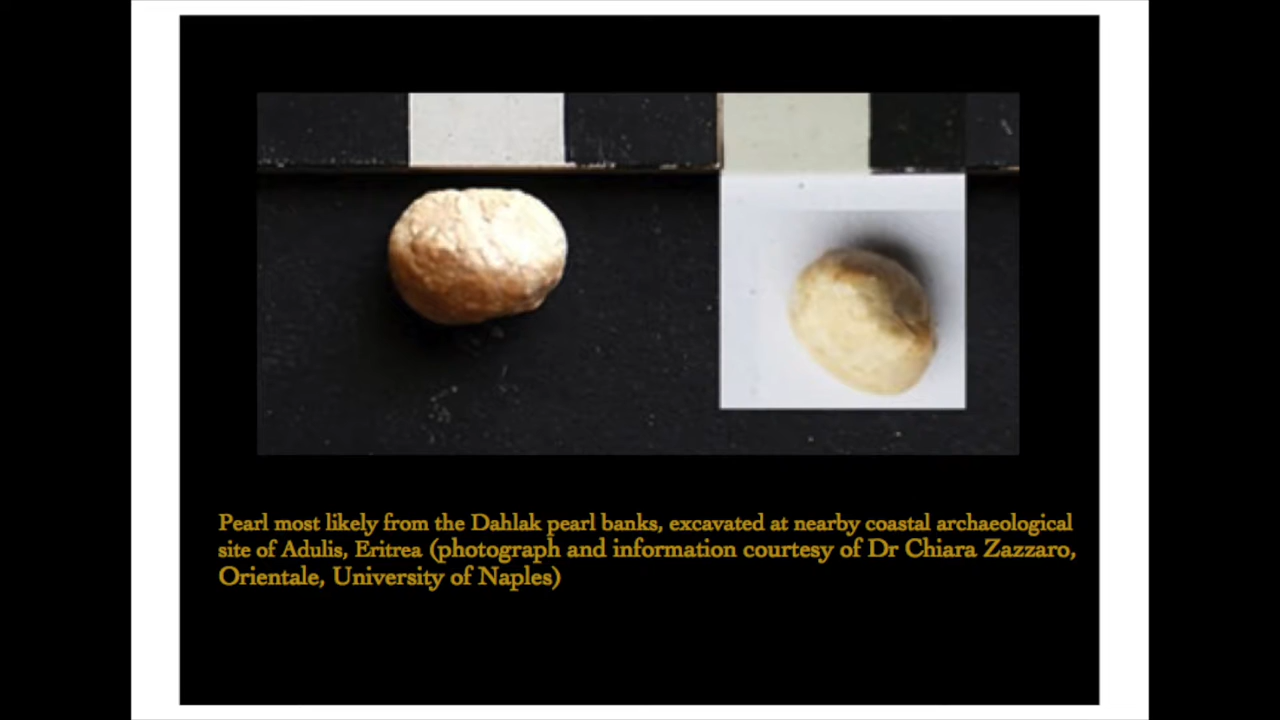 Pearl most likely from the Dahlak pearl banks, excavated at nearby coastal archaeological
site of Adulis, Eritrea (photograph and information courtesy of Dr Chiara Zazzaro,
Orientale, University of Naples)